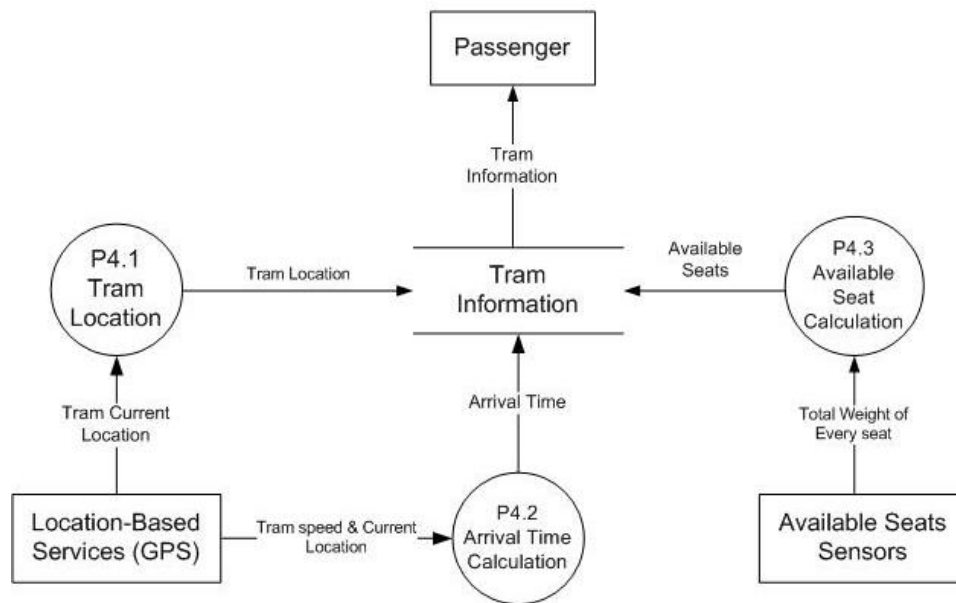 Passenger
Tram
Information
P4.1
Tram
Location
Tram Location
Tram
Information
Available
Seats
P4.3
Available
Seat
Calculation
Tram Current
Location
Arrival Time
Total Weight of
Every seat
Location-Based
Services (GPS)
Tram speed & Current
Location
P4.2
Arrival Time
Calculation
Available Seats
Sensors